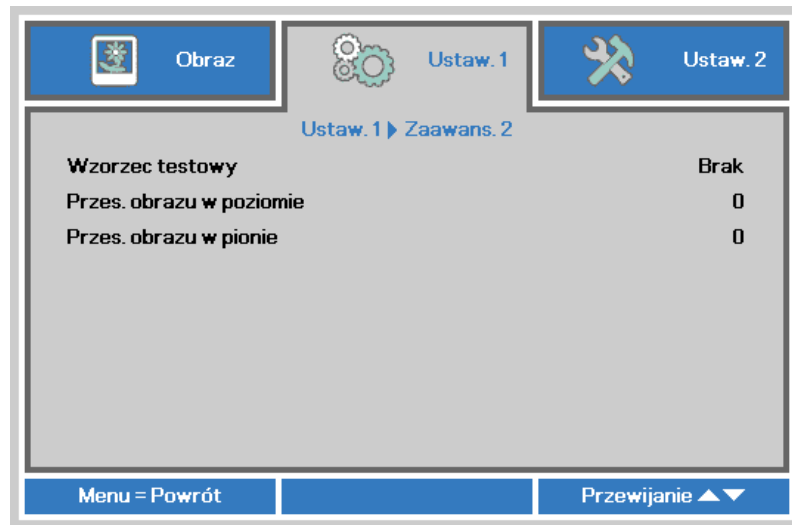 Obraz
Ustaw. 1
Ustaw. 2
Ustaw. 1 ▶ Zaawans. 2
Wzorzec testowy Brak
Przes. obrazu w poziomie 0
Przes. obrazu w pionie 0
Menu = Powrót
Przewijanie ▲▼